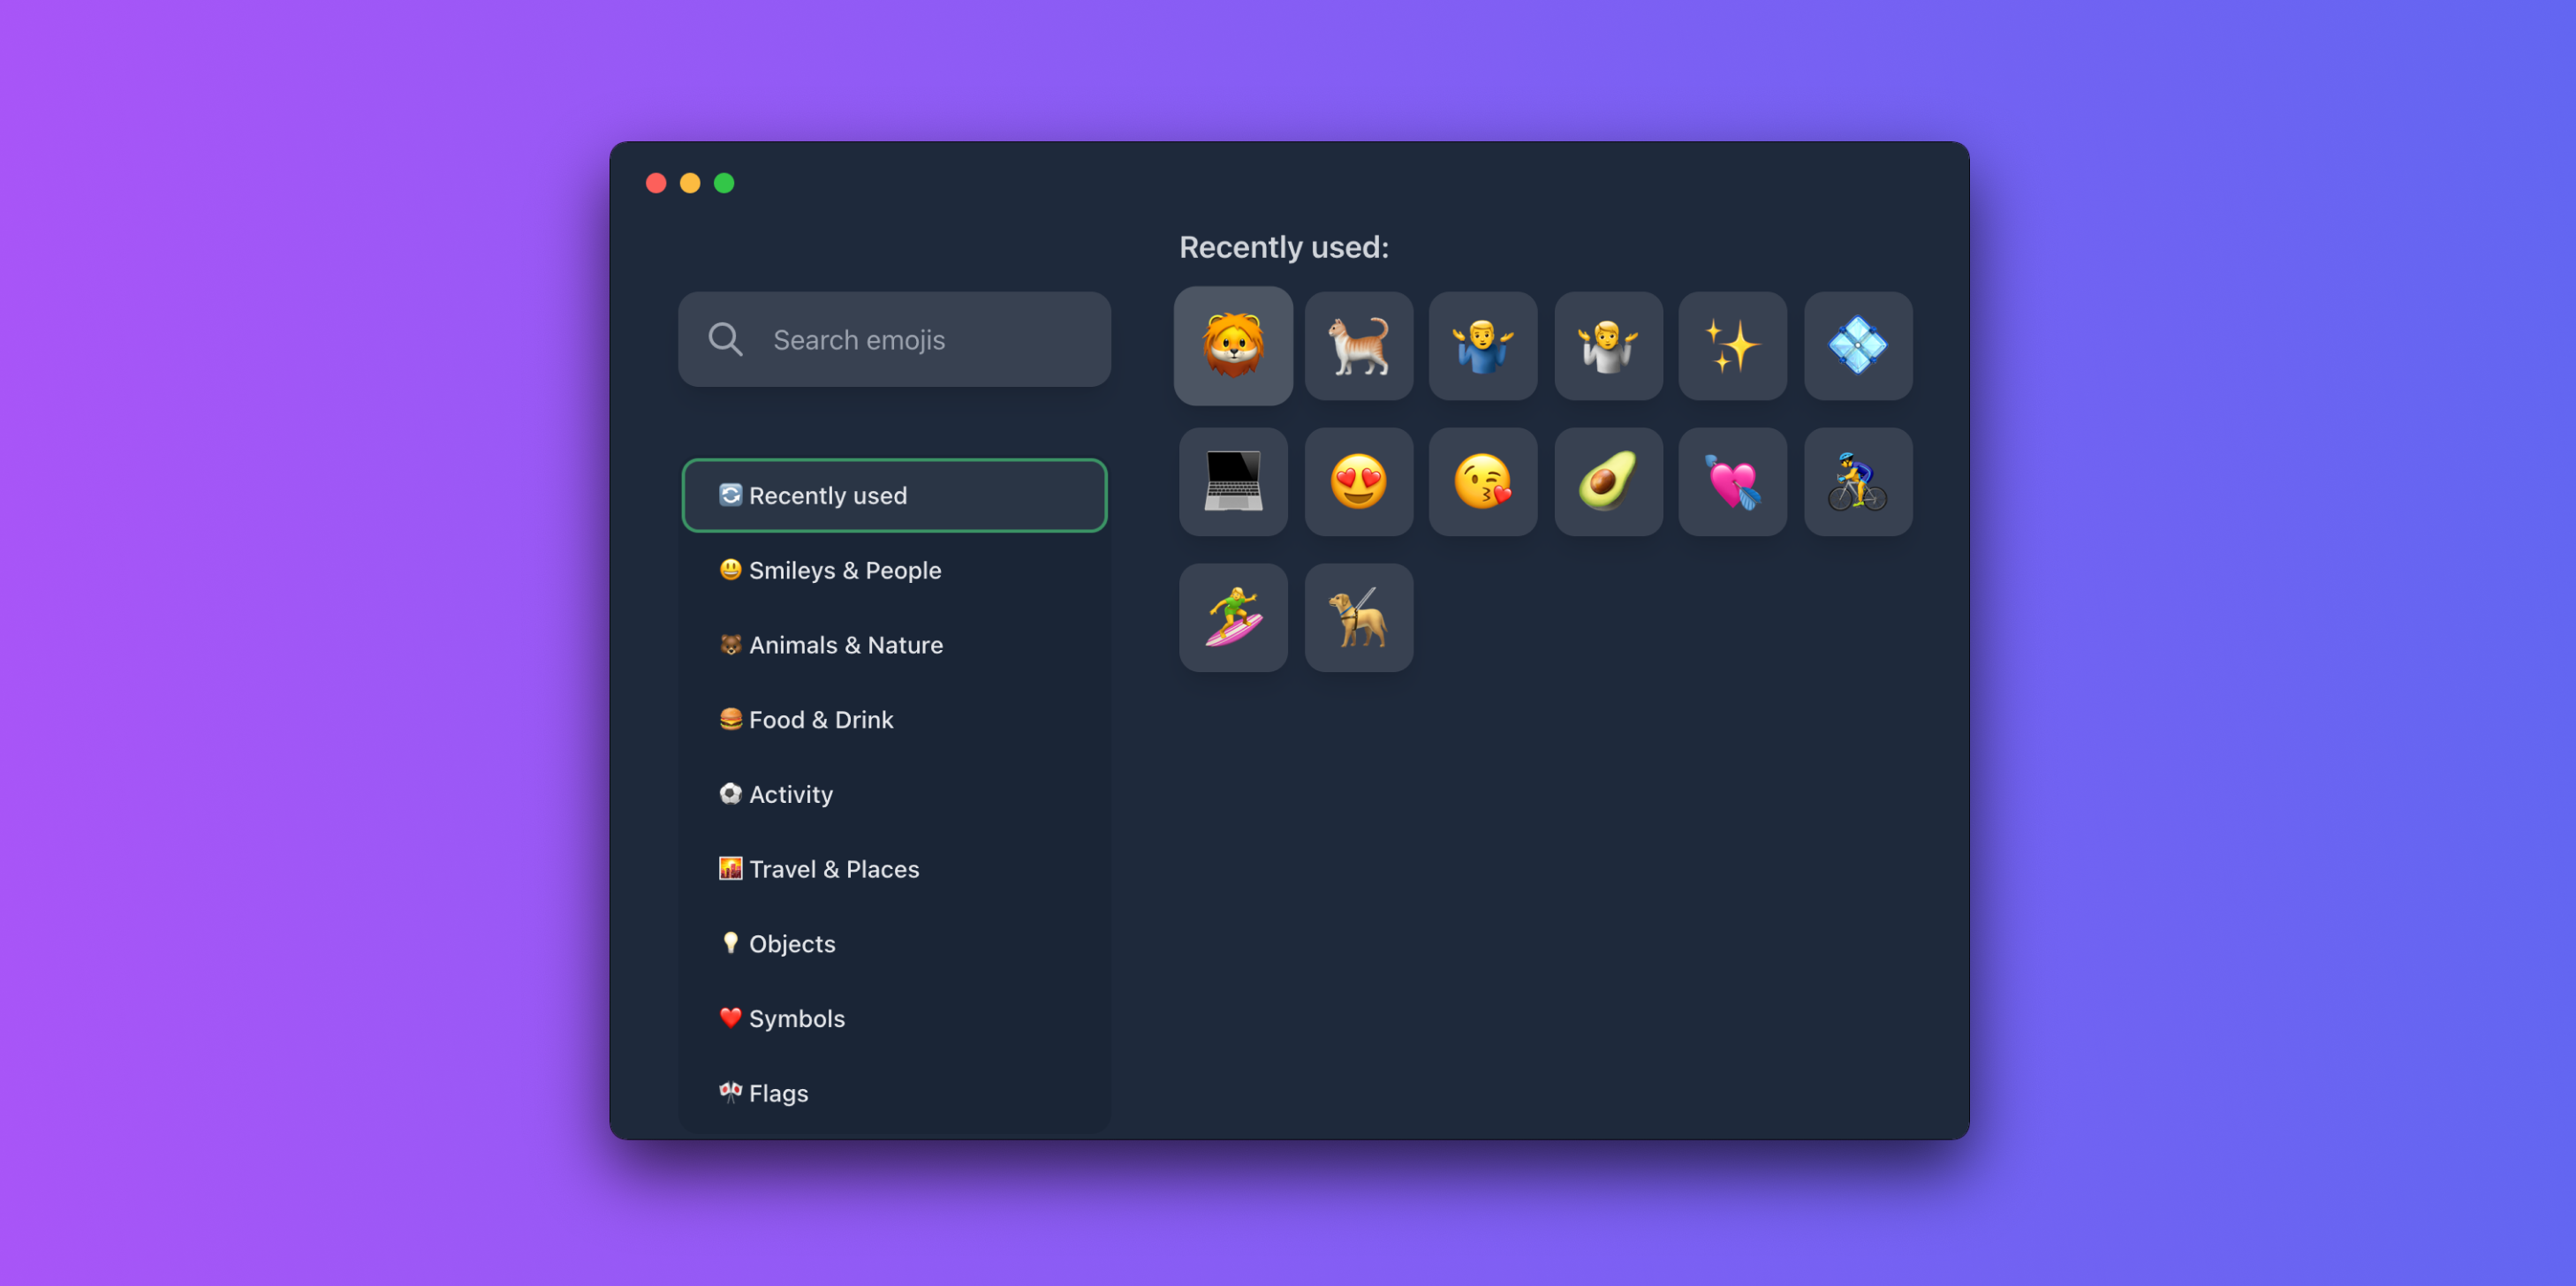 Recently used:
Search emojis
Recently used
Smileys & People
Animals & Nature
Food & Drink
Activity
Travel & Places
Objects
Symbols
Flags